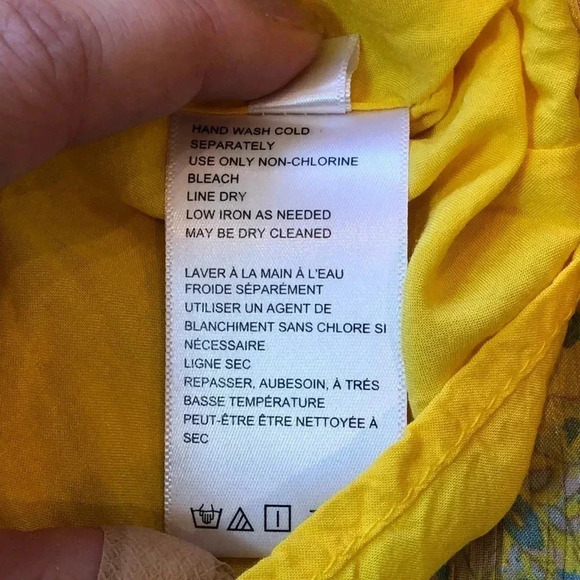 HAND WASH COLD
SEPARATELY
USE ONLY NON-CHLORINE
BLEACH
LINE DRY
LOW IRON AS NEEDED
MAY BE DRY CLEANED
LAVER À LA MAIN À L'EAU
FROIDE SÉPARÉMENT
UTILISER UN AGENT DE
BLANCHIMENT SANS CHLORE SI
NÉCESSAIRE
LIGNE SEC
REPASSER, AUBESOIN, À TRÉS
BASSE TEMPÉRATURE
PEUT-ÊTRE ÊTRE NETTOYÉE À
SEC